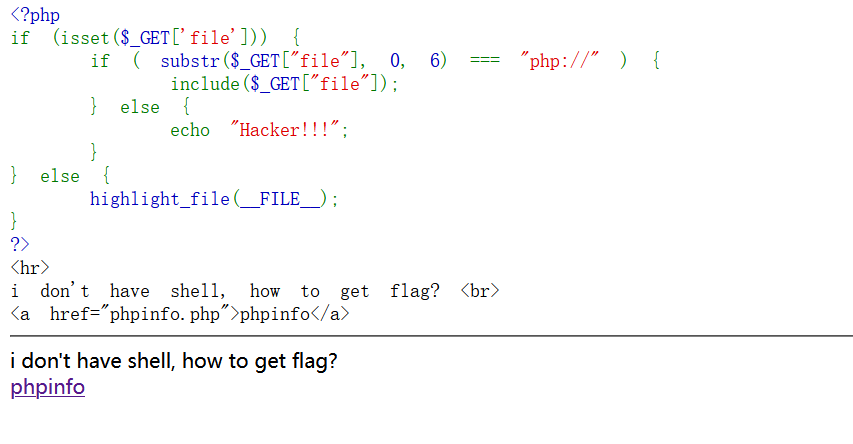 <?php
if (isset($_GET['file'])) {
if ( substr($_GET["file"], 0, 6) === "php://" ) {
include($_GET["file"]);
} else {
echo "Hacker!!!";
}
} else {
highlight_file(__FILE__);
}
?>
<hr>
i don't have shell, how to get flag? <br>
<a href="phpinfo.php">phpinfo</a>
i don't have shell, how to get flag?
phpinfo